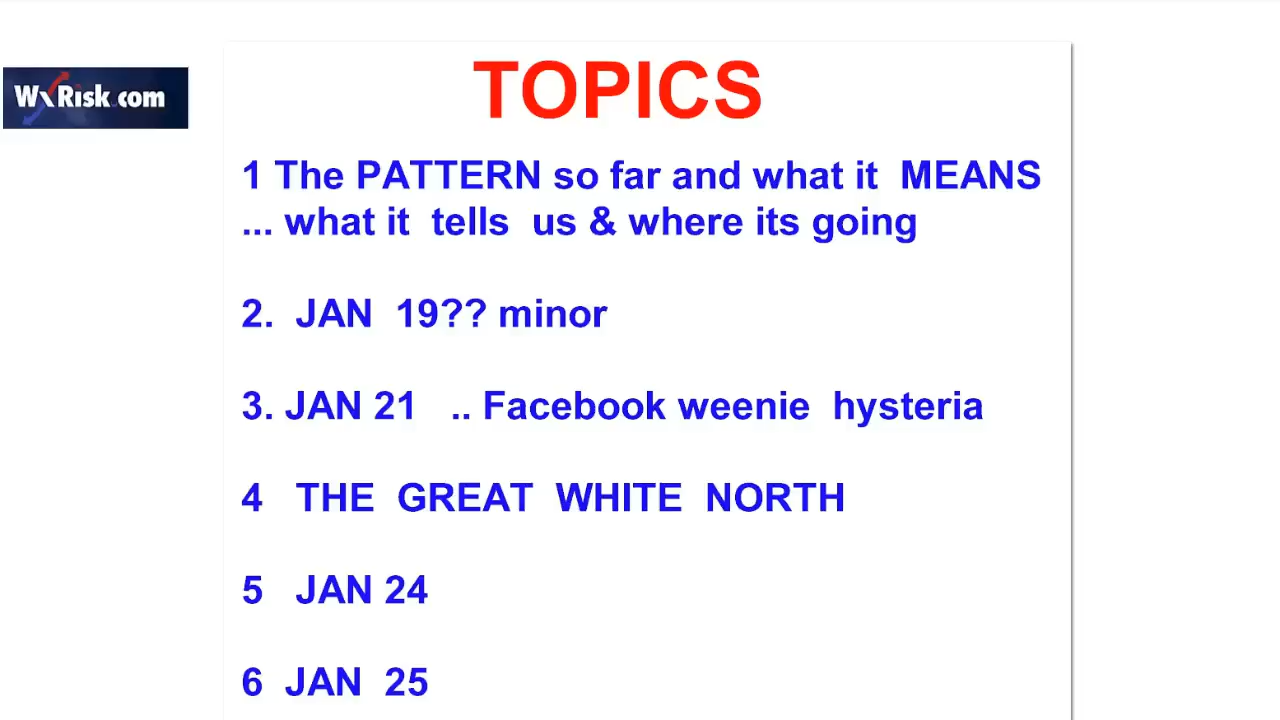 WxRisk.com
TOPICS
1 The PATTERN so far and what it MEANS
... what it tells us & where its going
2. JAN 19?? minor
3. JAN 21 .. Facebook weenie hysteria
4 THE GREAT WHITE NORTH
5 JAN 24
6 JAN 25